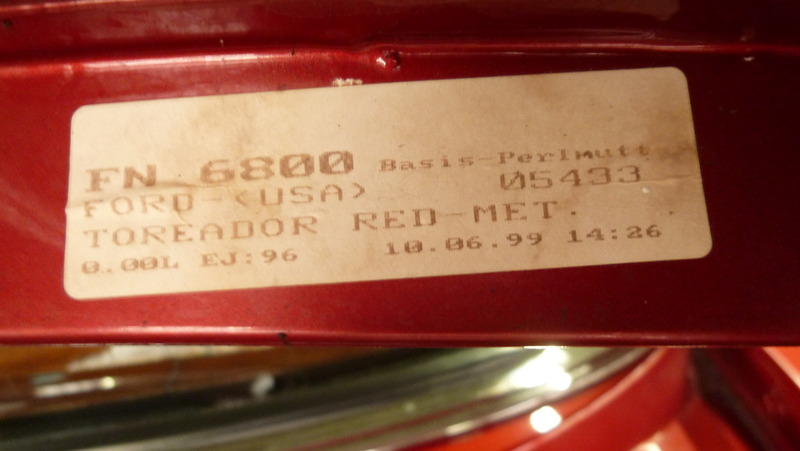 FN 6800 Basis-Perlmutt
FORD-(USA) 05433
TOREADOR RED-MET.
0.00L EJ:96 10.06.99 14:26